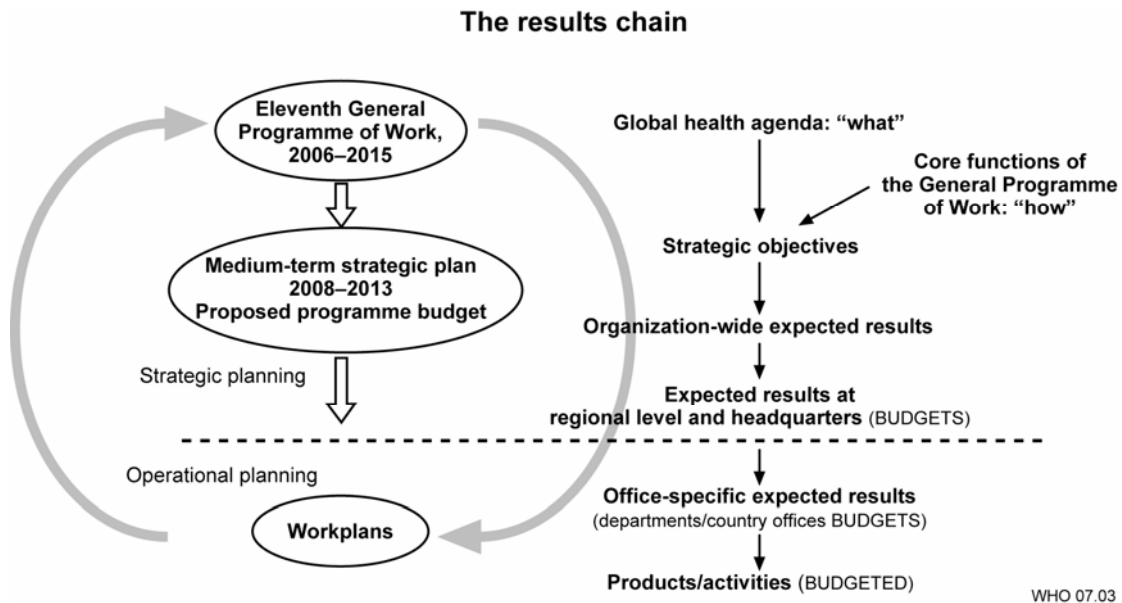 The results chain
Eleventh General
Programme of Work,
2006–2015
Medium-term strategic plan
2008–2013
Proposed programme budget
Strategic planning
Operational planning
Workplans
Global health agenda: “what”
Core functions of
the General Programme
of Work: “how”
Strategic objectives
Organization-wide expected results
Expected results at
regional level and headquarters (BUDGETS)
Office-specific expected results
(departments/country offices BUDGETS)
Products/activities (BUDGETED)
WHO 07.03